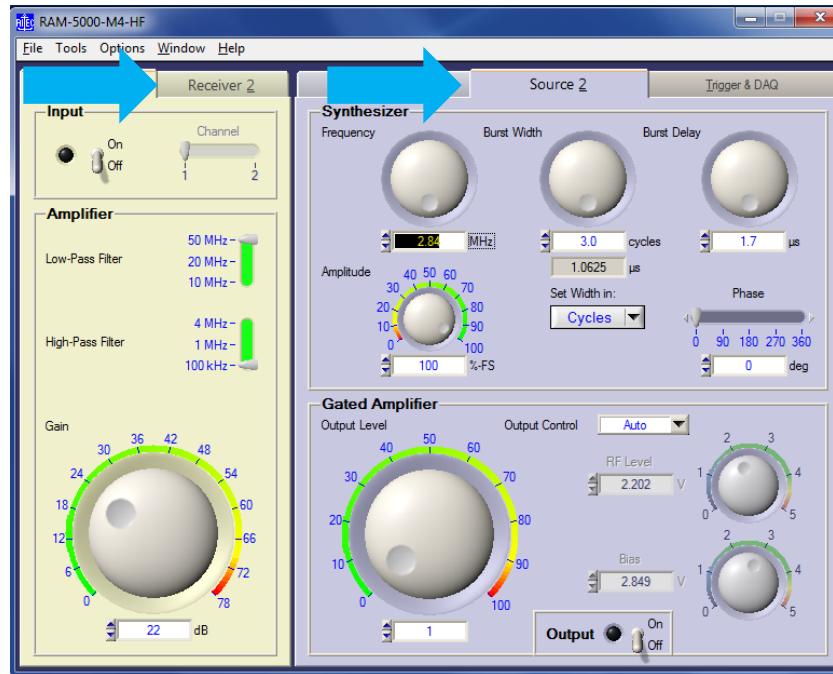 RITEC RAM-5000-M4-HF
File Tools Options Window Help
Receiver 2
Source 2
Trigger & DAQ
Input
On
Off
Channel
1 2
Amplifier
Low-Pass Filter
50 MHz
20 MHz
10 MHz
High-Pass Filter
4 MHz
1 MHz
100 kHz
Gain
0 6 12 18 24 30 36 42 48 54 60 66 72 78
22 dB
Synthesizer
Frequency
2.84 MHz
Burst Width
3.0 cycles
1.0625 µs
Set Width in:
Cycles
Burst Delay
1.7 µs
Amplitude
0 10 20 30 40 50 60 70 80 90 100
100 %-FS
Phase
0 90 180 270 360
0 deg
Gated Amplifier
Output Level
0 10 20 30 40 50 60 70 80 90 100
1
Output Control Auto
RF Level
2.202 V
0 1 2 3 4 5
Bias
2.849 V
0 1 2 3 4 5
Output
On
Off